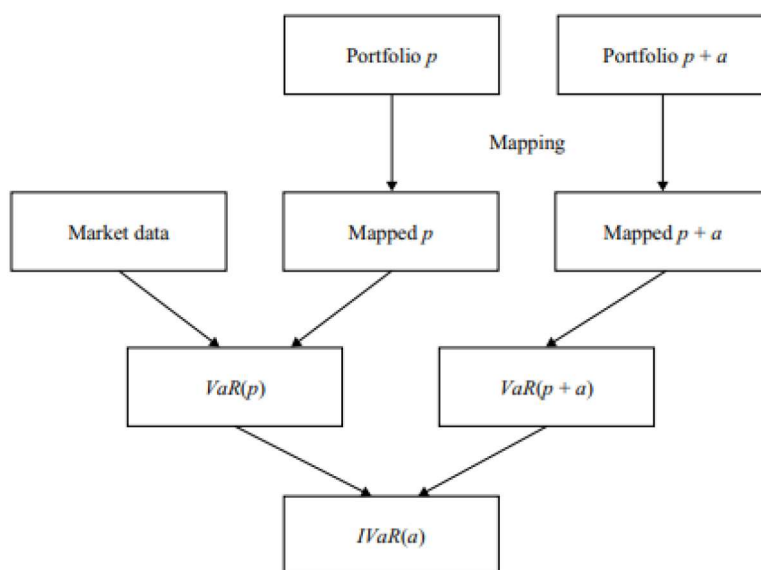 Portfolio p
Portfolio p + a
Mapping
Market data
Mapped p
Mapped p + a
VaR(p)
VaR(p + a)
IVaR(a)